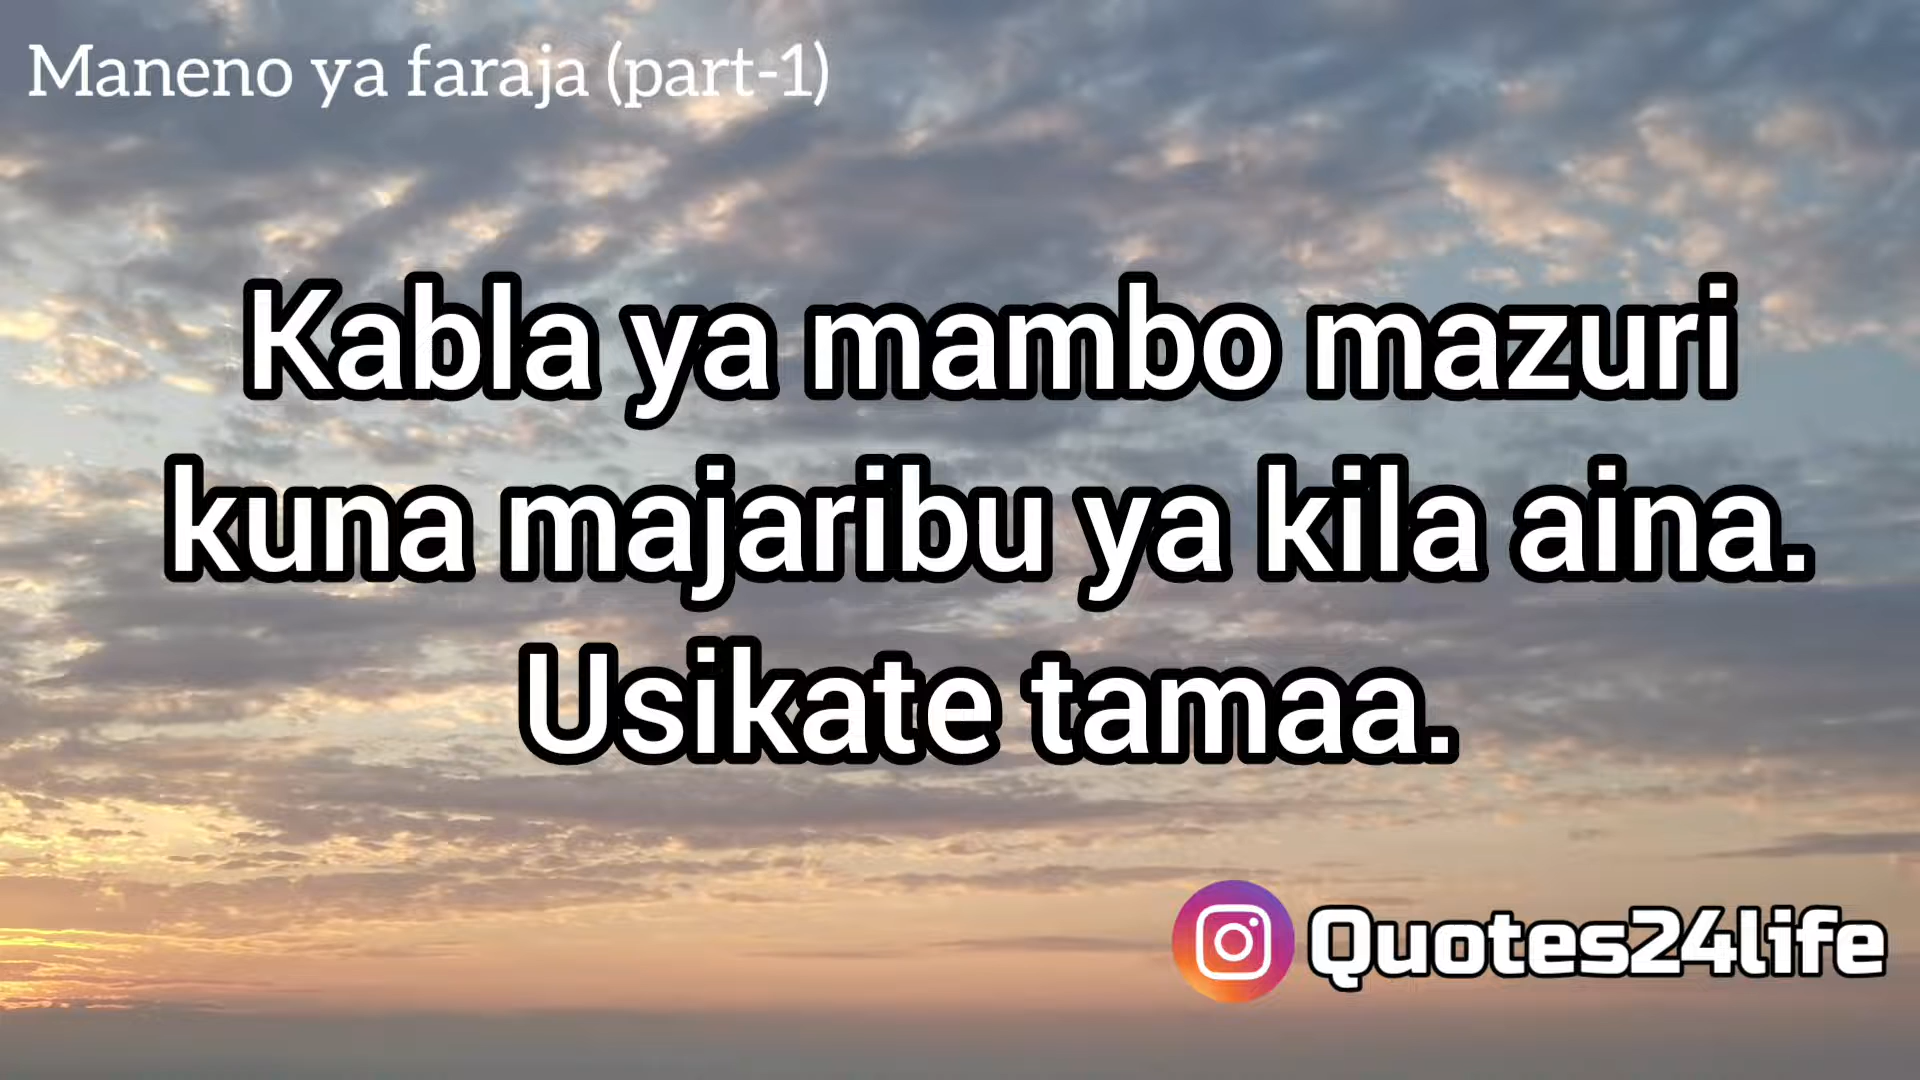 Maneno ya faraja (part-1)
Kabla ya mambo mazuri
kuna majaribu ya kila aina.
Usikate tamaa.
Quotes24life